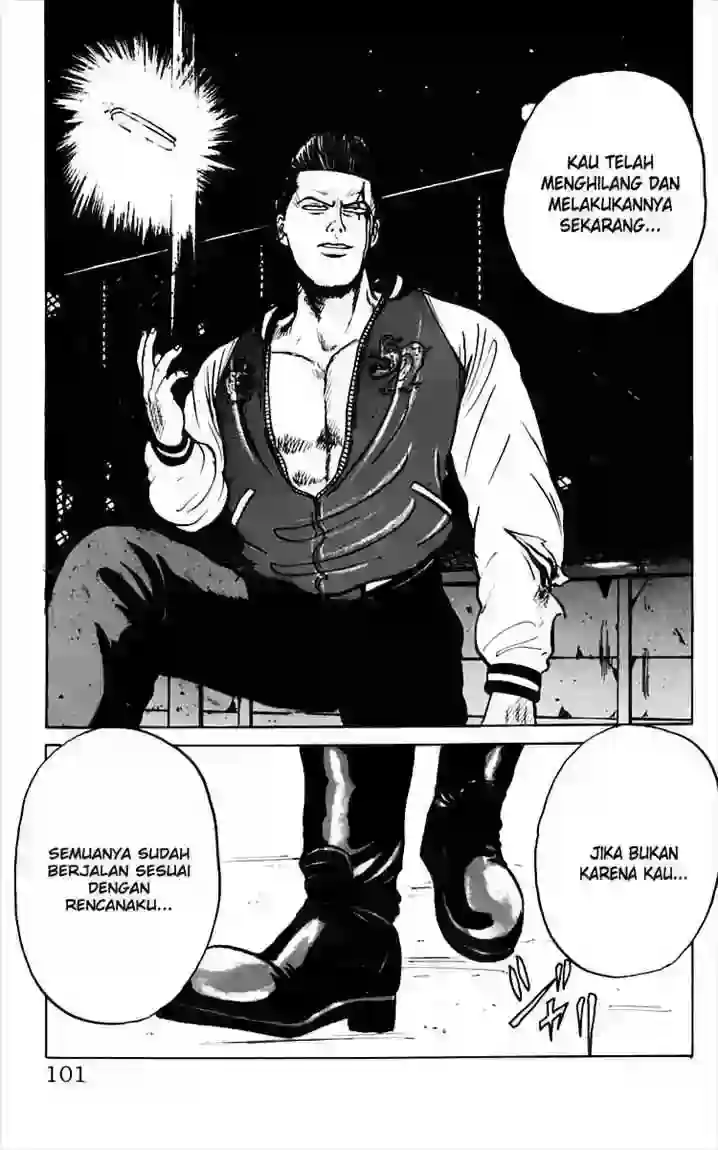 KAU TELAH
MENGHILANG DAN
MELAKUKANNYA
SEKARANG...
JIKA BUKAN
KARENA KAU...
SEMUANYA SUDAH
BERJALAN SESUAI
DENGAN
RENCANAKU...
101